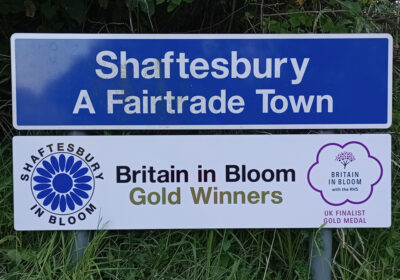 Shaftesbury
A Fairtrade Town
SHAFTESBURY
IN BLOOM
Britain in Bloom
Gold Winners
BRITAIN
IN BLOOM
with the RHS
UK FINALIST
GOLD MEDAL